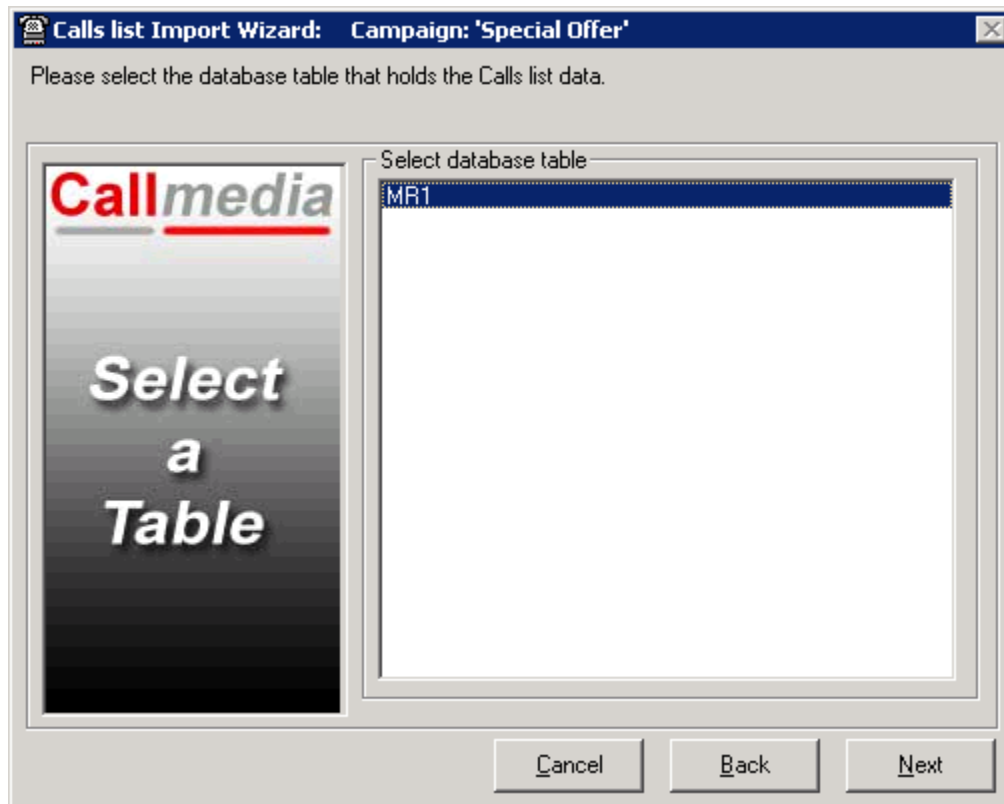 Calls list Import Wizard: Campaign: 'Special Offer'
Please select the database table that holds the Calls list data.
Callmedia
Select
a
Table
Select database table
MR1
Cancel
Back
Next